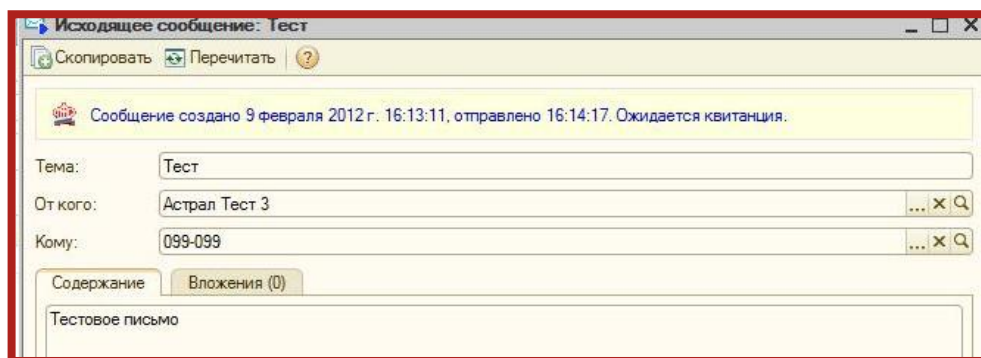 Исходящее сообщение: Тест
Скопировать Перечитать ?
Сообщение создано 9 февраля 2012 г. 16:13:11, отправлено 16:14:17. Ожидается квитанция.
Тема: Тест
От кого: Астрал Тест 3 ...
Кому: 099-099 ...
Содержание Вложения (0)
Тестовое письмо